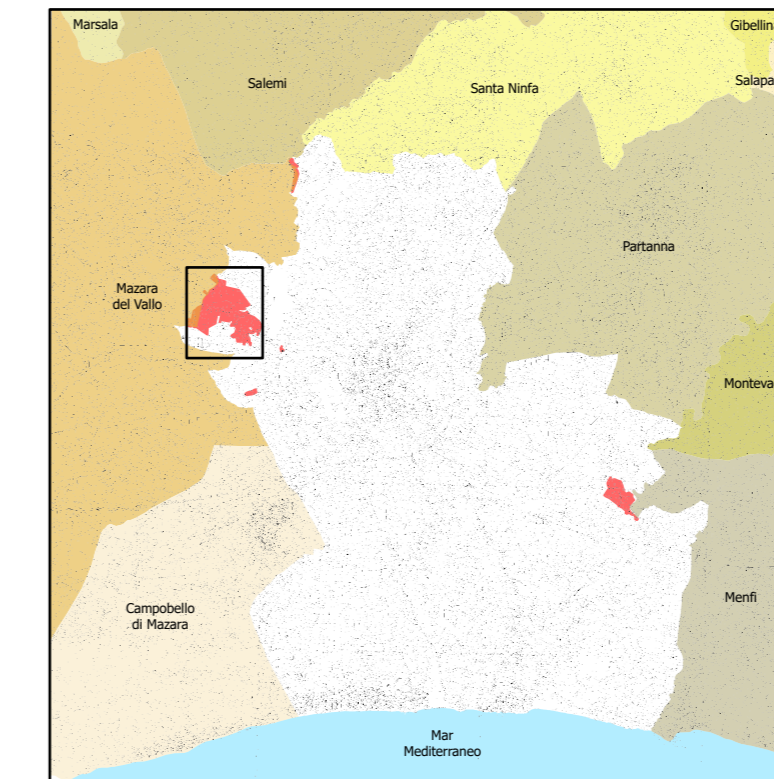 Marsala
Gibellin
Salemi
Santa Ninfa
Salapa
Partanna
Mazara
del Vallo
Monteva
Campobello
di Mazara
Menfi
Mar
Mediterraneo